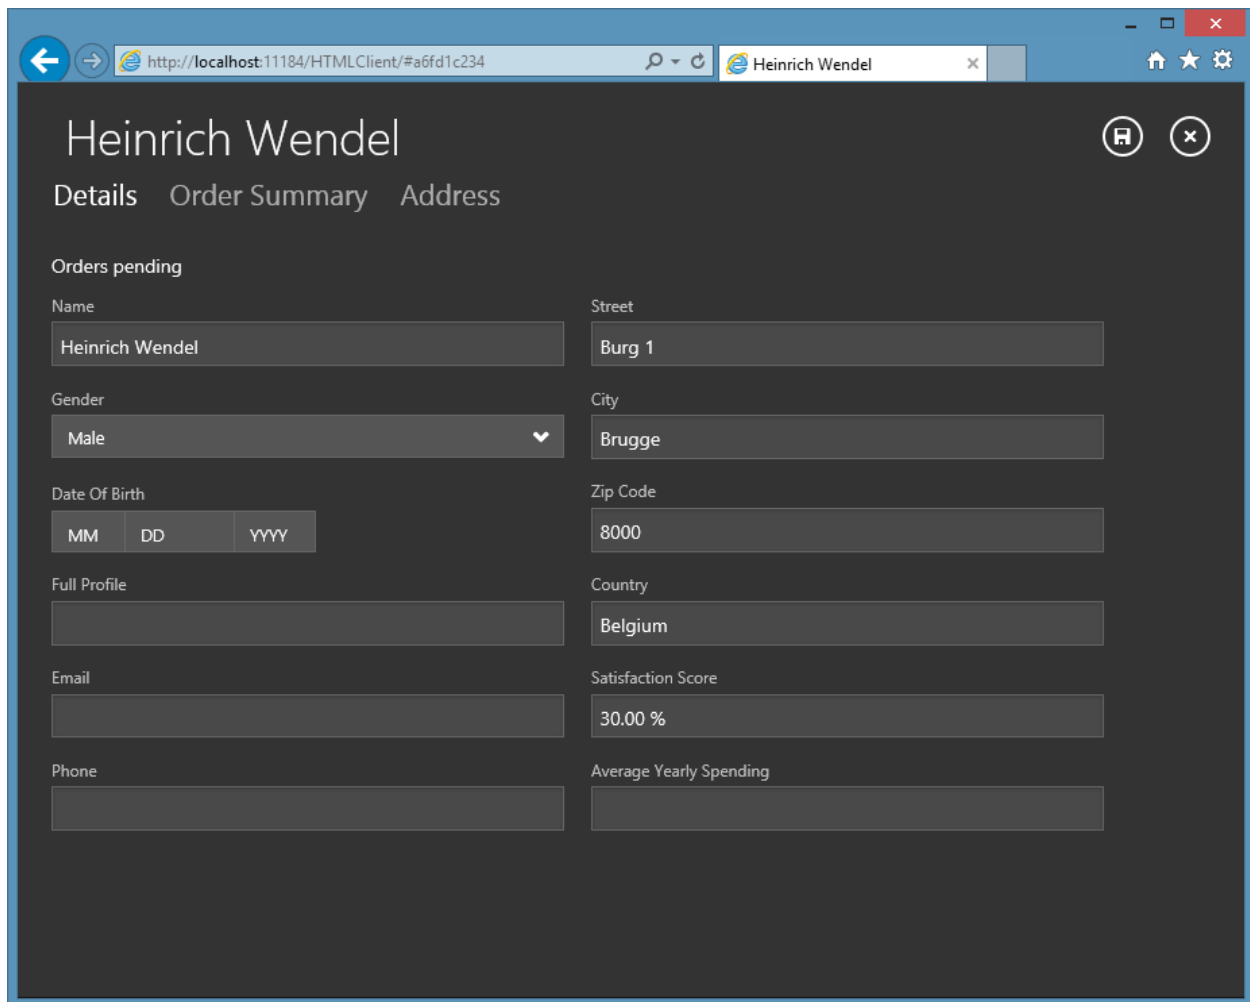 http://localhost:11184/HTMLClient/#a6fd1c234
Heinrich Wendel
Heinrich Wendel
Details Order Summary Address
Orders pending
Name
Heinrich Wendel
Gender
Male
Date Of Birth
MM DD YYYY
Full Profile
Email
Phone
Street
Burg 1
City
Brugge
Zip Code
8000
Country
Belgium
Satisfaction Score
30.00 %
Average Yearly Spending